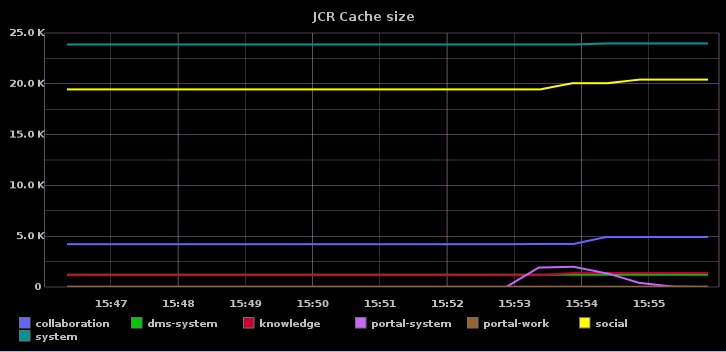 JCR Cache size
25.0 K
20.0 K
15.0 K
10.0 K
5.0 K
0
15:47 15:48 15:49 15:50 15:51 15:52 15:53 15:54 15:55
collaboration dms-system knowledge portal-system portal-work social
system